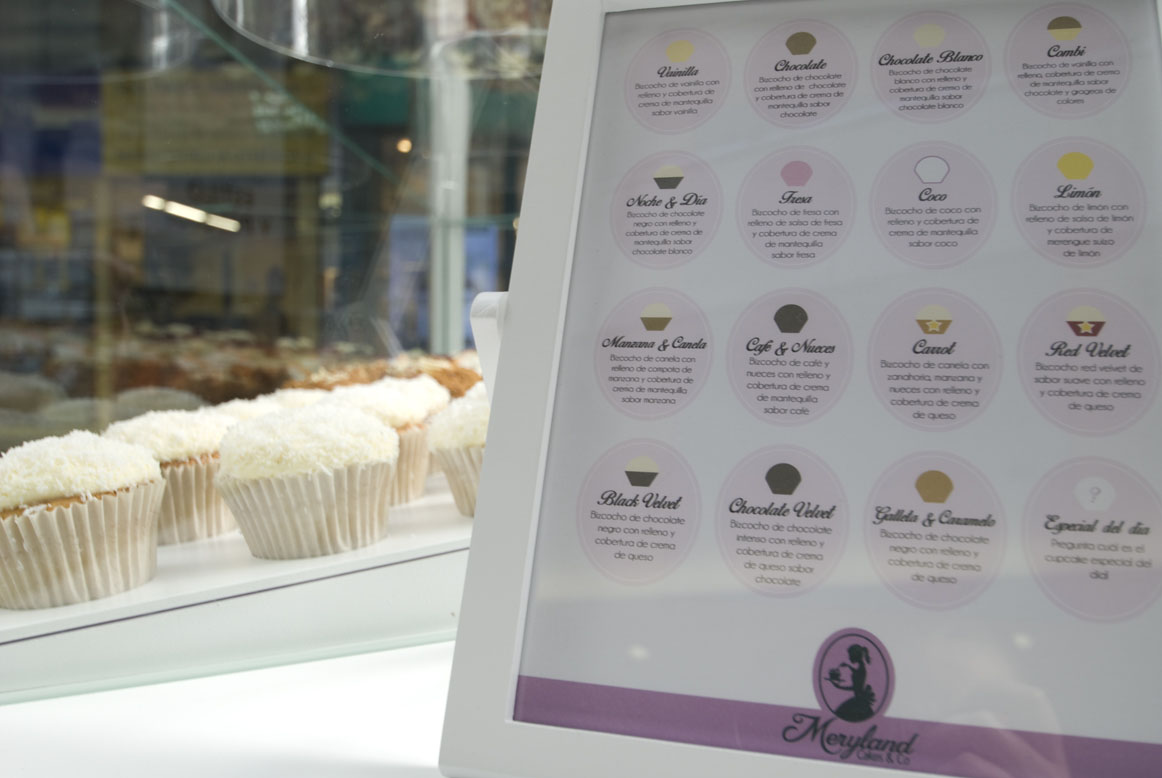 Vainilla
Bizcocho de vainilla con
relleno y cobertura de
crema de mantequilla
sabor vainilla
Chocolate
Bizcocho de chocolate
con relleno de chocolate
y cobertura de crema
de mantequilla sabor
chocolate
Chocolate Blanco
Bizcocho de chocolate
blanco con relleno y
cobertura de crema de
mantequilla sabor
chocolate blanco
Combi
Bizcocho de vainilla con
relleno, cobertura de crema
de mantequilla sabor
chocolate y grageas de
colores
Noche & Día
Bizcocho de chocolate
negro con relleno y
cobertura de crema
de mantequilla sabor
chocolate blanco
Fresa
Bizcocho de fresa con
relleno de salsa de fresa
y cobertura de crema
de mantequilla
sabor fresa
Coco
Bizcocho de coco con
relleno y cobertura de
crema de mantequilla
sabor coco
Limón
Bizcocho de limón con
relleno de salsa de limón
y cobertura de
merengue suizo
de limón
Manzana & Canela
Bizcocho de canela con
relleno de compota de
manzana y cobertura de
crema de mantequilla
sabor manzana
Café & Nueces
Bizcocho de café y
nueces con relleno y
cobertura de crema
de mantequilla
sabor café
Carrot
Bizcocho de canela con
zanahoria, manzana y
nueces con relleno y
cobertura de crema
de queso
Red Velvet
Bizcocho red velvet de
sabor suave con relleno
y cobertura de crema
de queso
Black Velvet
Bizcocho de chocolate
negro con relleno y
cobertura de crema
de queso
Chocolate Velvet
Bizcocho de chocolate
intenso con relleno y
cobertura de crema
de queso sabor
chocolate
Galleta & Caramelo
Bizcocho de chocolate
negro con relleno y
cobertura de crema
de queso
?
Especial del día
Pregunta cuál es el
cupcake especial del
día!
Meryland
Cakes & Co